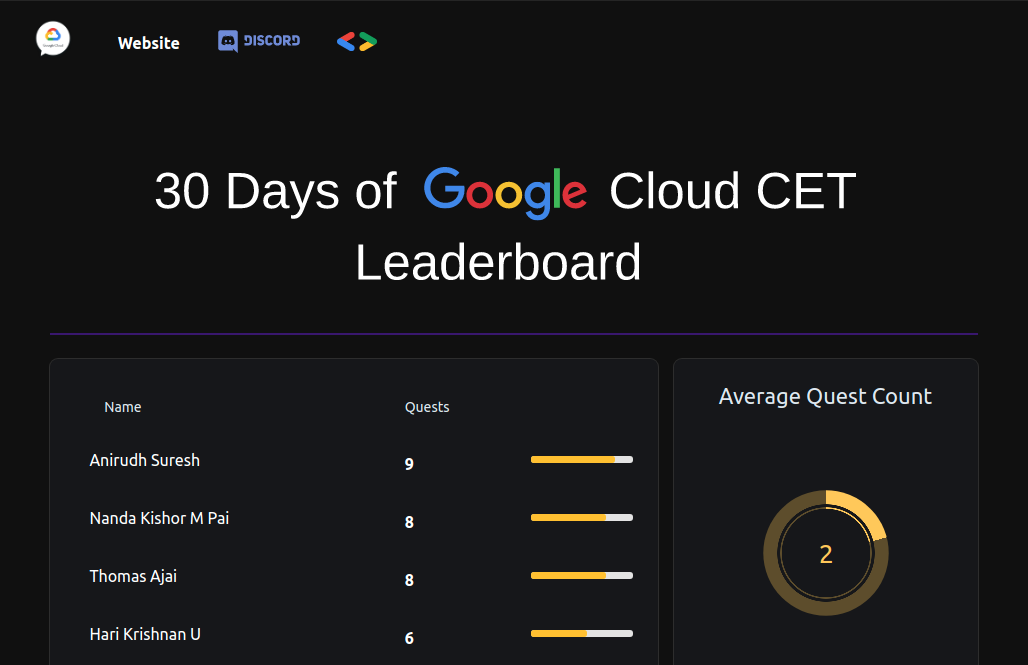 Website DISCORD
30 Days of Google Cloud CET
Leaderboard
Name Quests
Anirudh Suresh 9
Nanda Kishor M Pai 8
Thomas Ajai 8
Hari Krishnan U 6
Average Quest Count
2